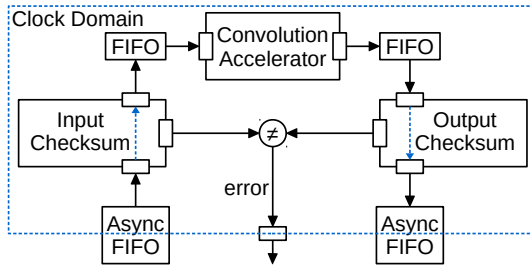 Clock Domain
FIFO
Convolution
Accelerator
FIFO
Input
Checksum
≠
Output
Checksum
error
Async
FIFO
Async
FIFO